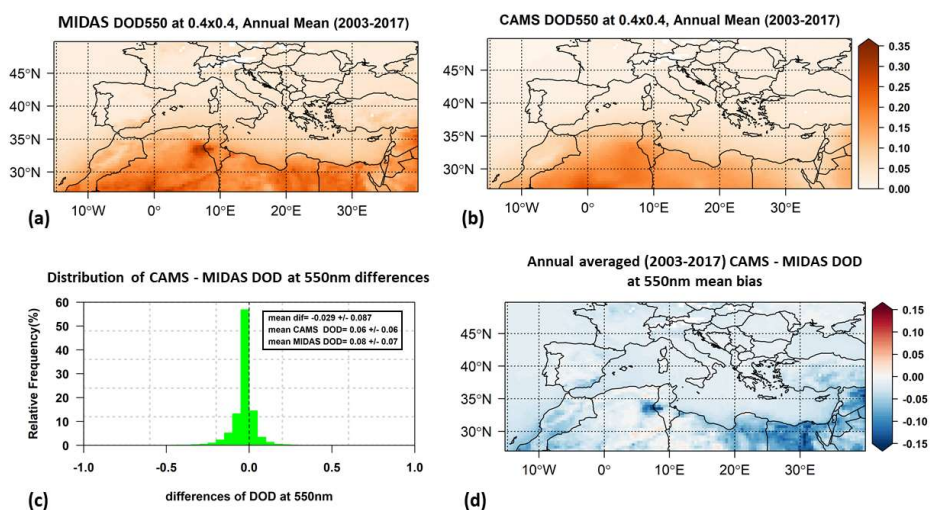 MIDAS DOD550 at 0.4x0.4, Annual Mean (2003-2017)
45°N
40°N
35°N
30°N
10°W 0° 10°E 20°E 30°E
(a)
CAMS DOD550 at 0.4x0.4, Annual Mean (2003-2017)
45°N
40°N
35°N
30°N
10°W 0° 10°E 20°E 30°E
(b)
0.35
0.30
0.25
0.20
0.15
0.10
0.05
0.00
Distribution of CAMS - MIDAS DOD at 550nm differences
Relative Frequency(%)
60
50
40
30
20
10
0
mean dif= -0.029 +/- 0.087
mean CAMS DOD= 0.06 +/- 0.06
mean MIDAS DOD= 0.08 +/- 0.07
-1.0 -0.5 0.0 0.5 1.0
differences of DOD at 550nm
(c)
Annual averaged (2003-2017) CAMS - MIDAS DOD
at 550nm mean bias
45°N
40°N
35°N
30°N
10°W 0° 10°E 20°E 30°E
(d)
0.15
0.10
0.05
0.00
-0.05
-0.10
-0.15